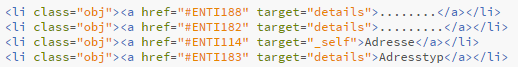 <li class="obj"><a href="#ENTI188" target="details">........</a></li>
<li class="obj"><a href="#ENTI182" target="details">........</a></li>
<li class="obj"><a href="#ENTI114" target="_self">Adresse</a></li>
<li class="obj"><a href="#ENTI183" target="details">Adresstyp</a></li>